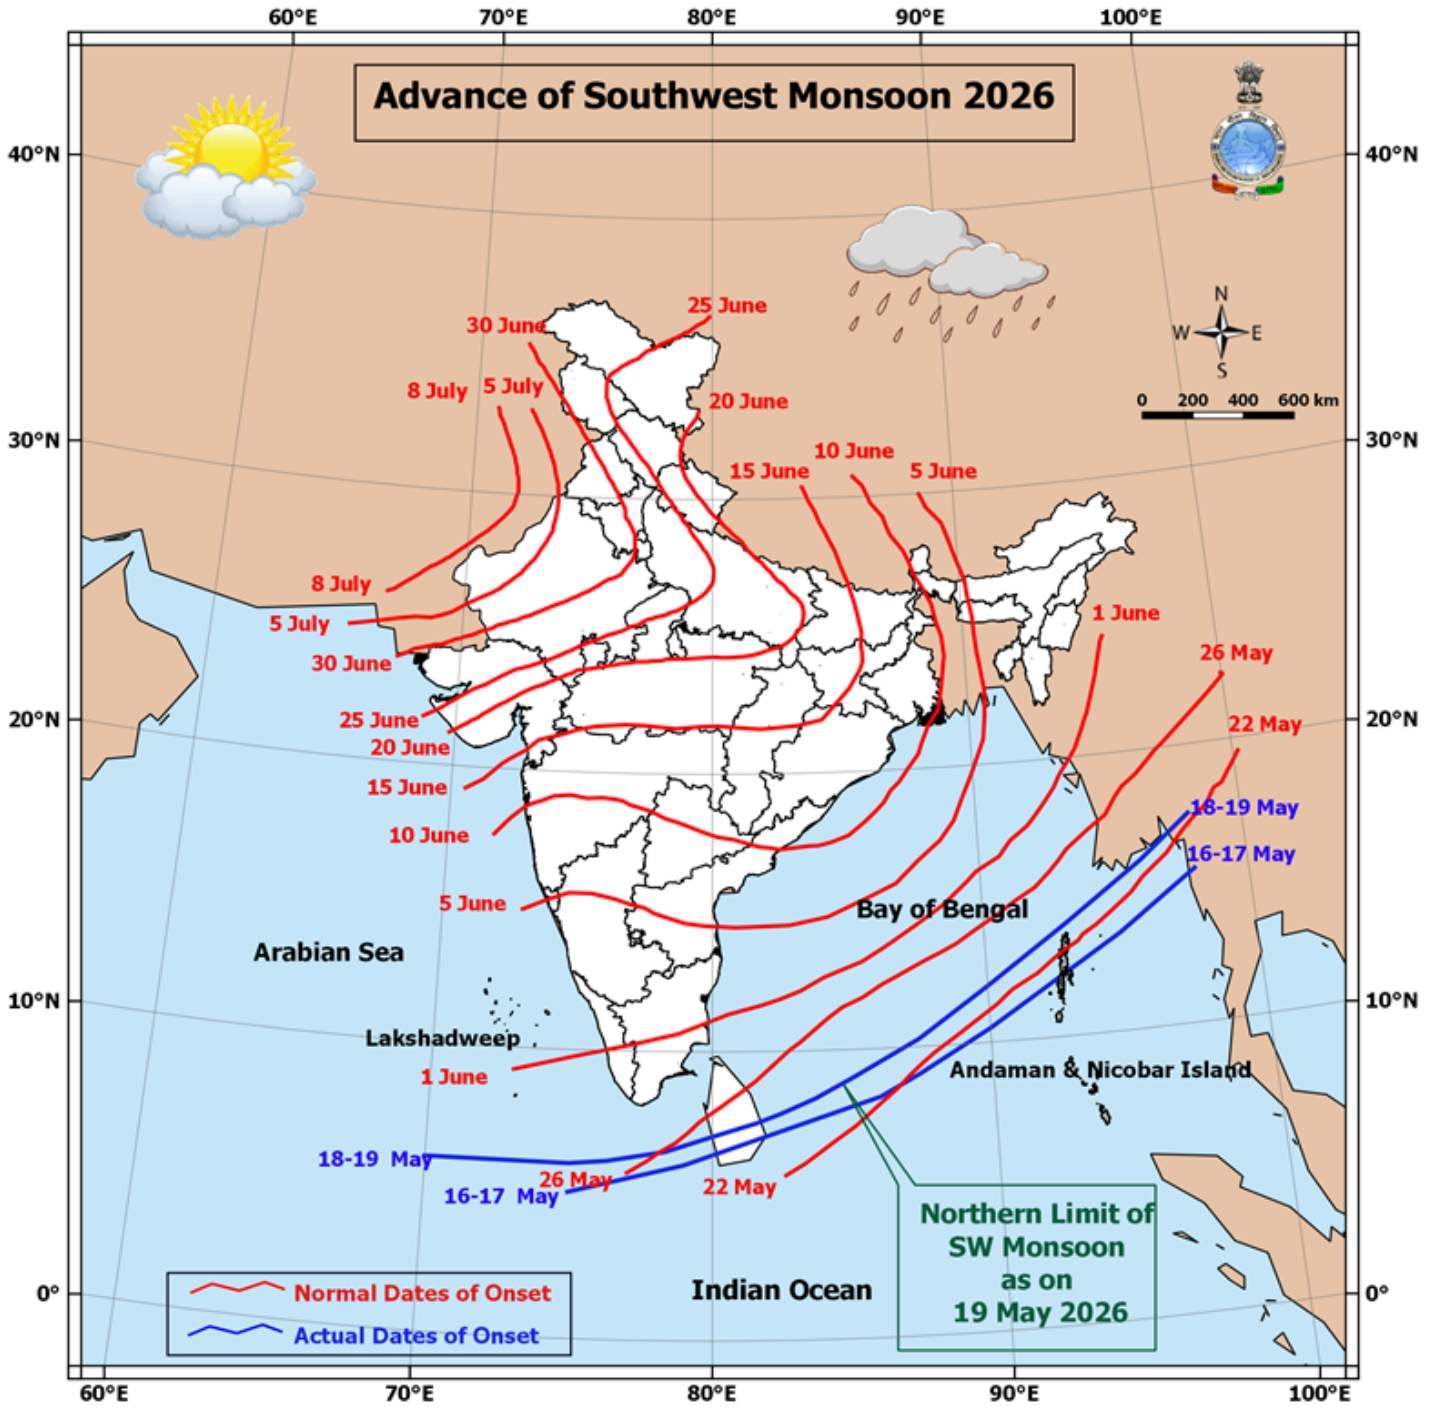 60°E 70°E 80°E 90°E 100°E
Advance of Southwest Monsoon 2026
40°N 40°N
N
W E
S
25 June
30 June
8 July 5 July
20 June
0 200 400 600 km
30°N 30°N
10 June
15 June 5 June
8 July
5 July
1 June
30 June
26 May
25 June
20°N 20°N
22 May
20 June
15 June
18-19 May
10 June
16-17 May
5 June
Bay of Bengal
Arabian Sea
10°N 10°N
Lakshadweep
Andaman & Nicobar Island
1 June
18-19 May
26 May
22 May
16-17 May
Northern Limit of
SW Monsoon
as on
19 May 2026
Indian Ocean
0° 0°
Normal Dates of Onset
Actual Dates of Onset
60°E 70°E 80°E 90°E 100°E